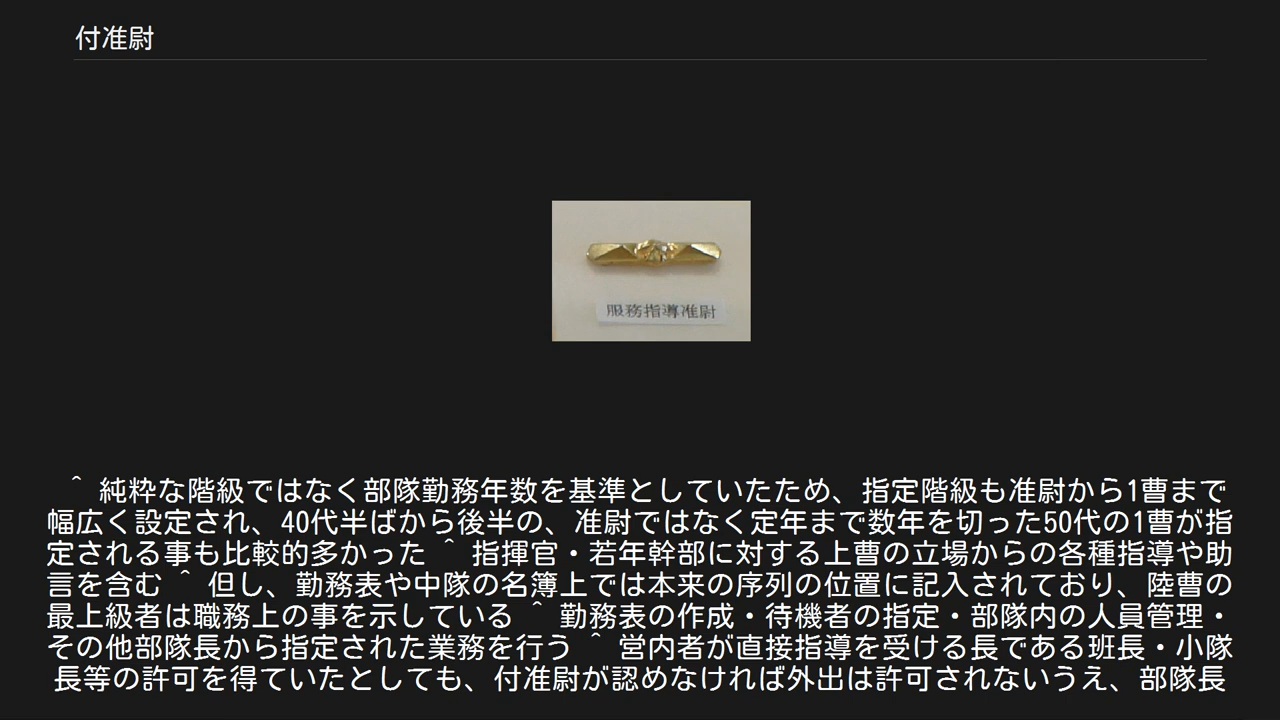 付准尉
服務指導准尉
^ 純粋な階級ではなく部隊勤務年数を基準としていたため、指定階級も准尉から1曹まで
幅広く設定され、40代半ばから後半の、准尉ではなく定年まで数年を切った50代の1曹が指
定される事も比較的多かった ^ 指揮官・若年幹部に対する上曹の立場からの各種指導や助
言を含む ^ 但し、勤務表や中隊の名簿上では本来の序列の位置に記入されており、陸曹の
最上級者は職務上の事を示している ^ 勤務表の作成・待機者の指定・部隊内の人員管理・
その他部隊長から指定された業務を行う ^ 営内者が直接指導を受ける長である班長・小隊
長等の許可を得ていたとしても、付准尉が認めなければ外出は許可されないうえ、部隊長